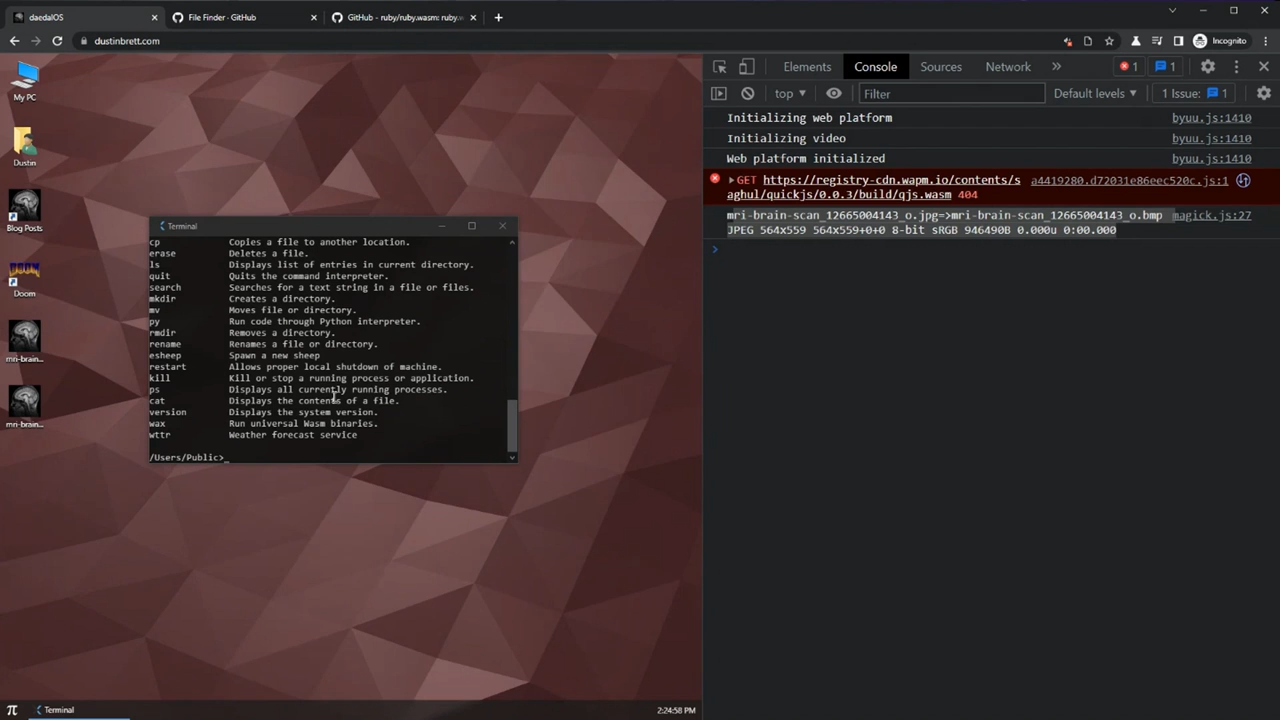 daedalOS
File Finder · GitHub
GitHub - ruby/ruby.wasm: ruby.w
dustinbrett.com
Incognito
My PC
Dustin
Blog Posts
Doom
mri-brain...
mri-brain...
Terminal
cp Copies a file to another location.
erase Deletes a file.
ls Displays list of entries in current directory.
quit Quits the command interpreter.
search Searches for a text string in a file or files.
mkdir Creates a directory.
mv Moves file or directory.
py Run code through Python interpreter.
rmdir Removes a directory.
rename Renames a file or directory.
esheep Spawn a new sheep
restart Allows proper local shutdown of machine.
kill Kill or stop a running process or application.
ps Displays all currently running processes.
cat Displays the contents of a file.
version Displays the system version.
wax Run universal Wasm binaries.
wttr Weather forecast service
/Users/Public>_
Elements Console Sources Network 1 1
top Filter Default levels 1 Issue: 1
Initializing web platform byuu.js:1410
Initializing video byuu.js:1410
Web platform initialized byuu.js:1410
GET https://registry-cdn.wapm.io/contents/s a4419280.d72031e86eec520c.js:1
aghul/quickjs/0.0.3/build/qjs.wasm 404
mri-brain-scan_12665004143_o.jpg=>mri-brain-scan_12665004143_o.bmp magick.js:27
JPEG 564x559 564x559+0+0 8-bit sRGB 946490B 0.000u 0:00.000
Terminal
2:24:58 PM